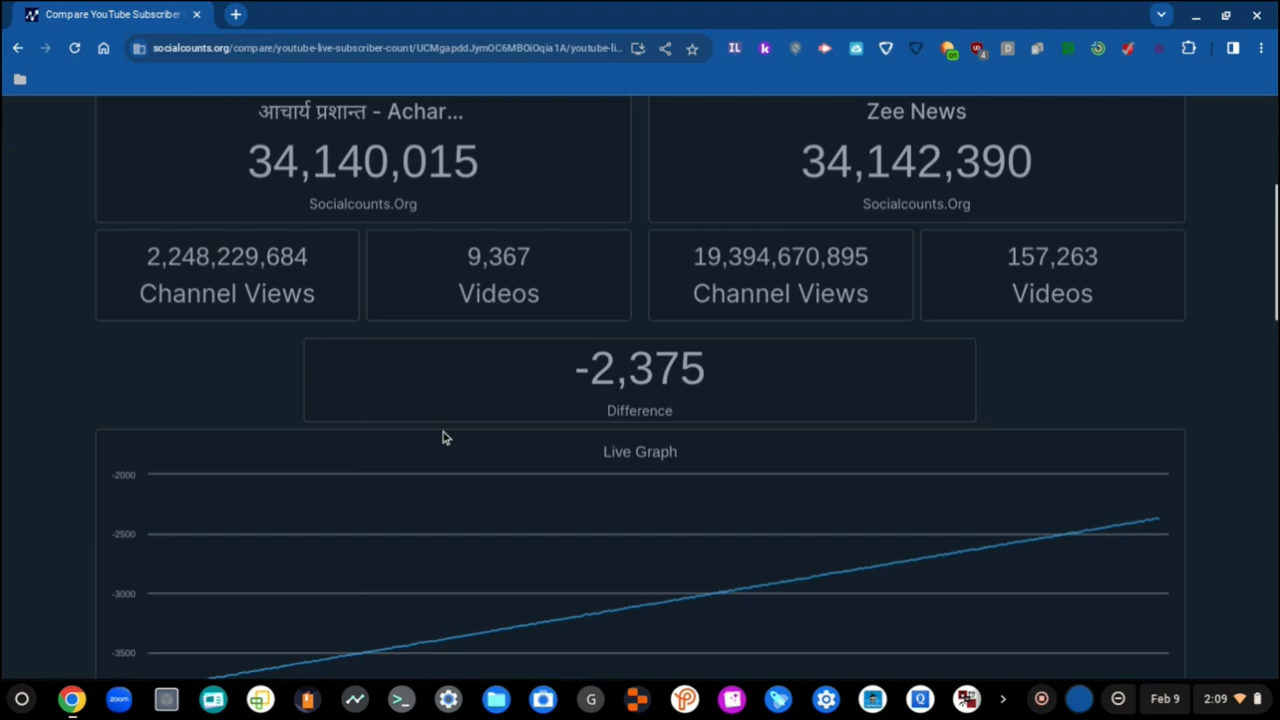 Compare YouTube Subscriber
socialcounts.org/compare/youtube-live-subscriber-count/UCMgapddJymOC6MB0i0qia1A/youtube-li...
आचार्य प्रशान्त - Achar...
34,140,015
Socialcounts.Org
Zee News
34,142,390
Socialcounts.Org
2,248,229,684
Channel Views
9,367
Videos
19,394,670,895
Channel Views
157,263
Videos
-2,375
Difference
Live Graph
-2000
-2500
-3000
-3500
zoom
Feb 9
2:09